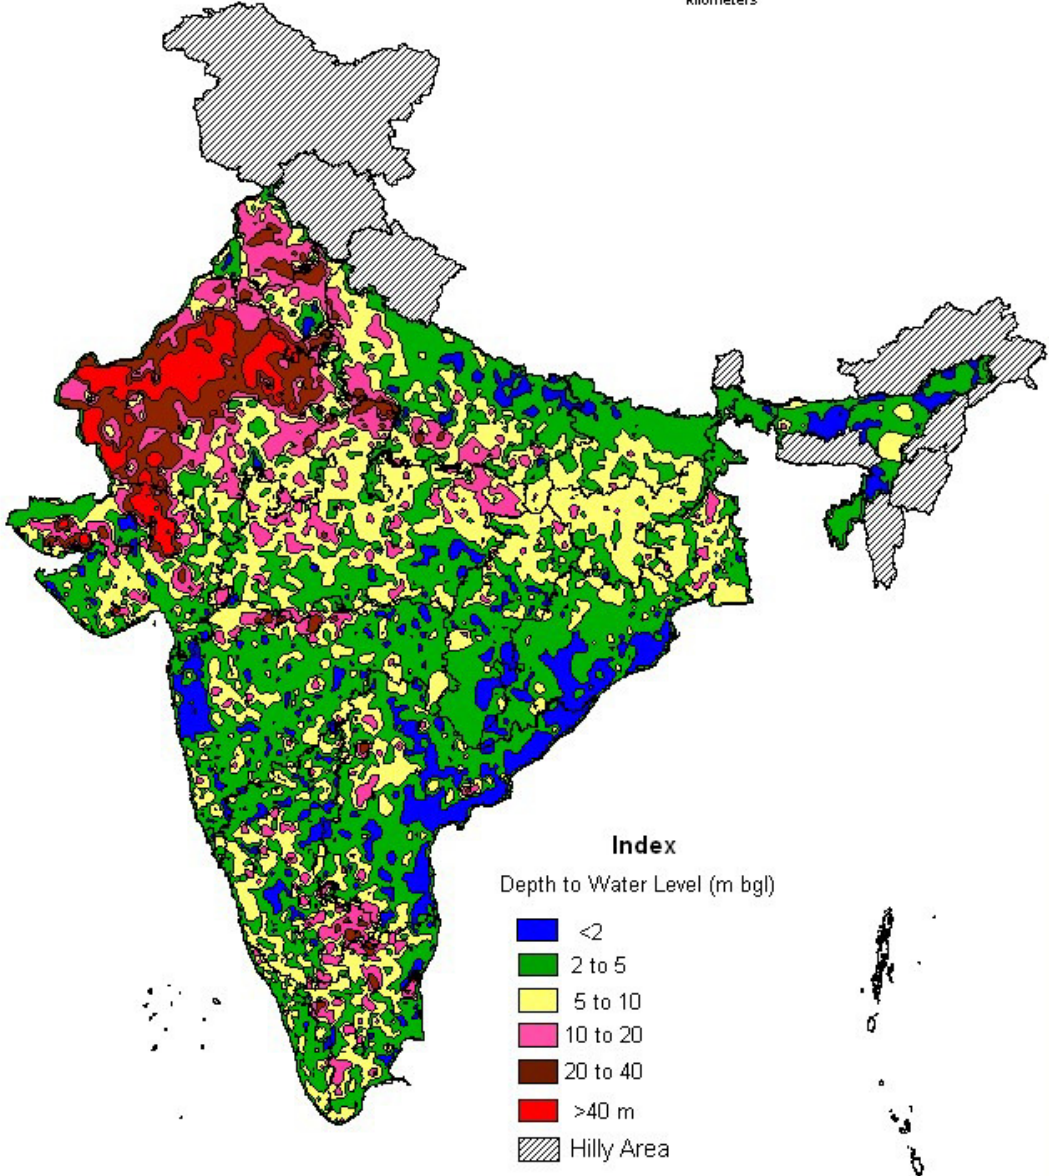 kilometers
Index
Depth to Water Level (m bgl)
<2
2 to 5
5 to 10
10 to 20
20 to 40
>40 m
Hilly Area